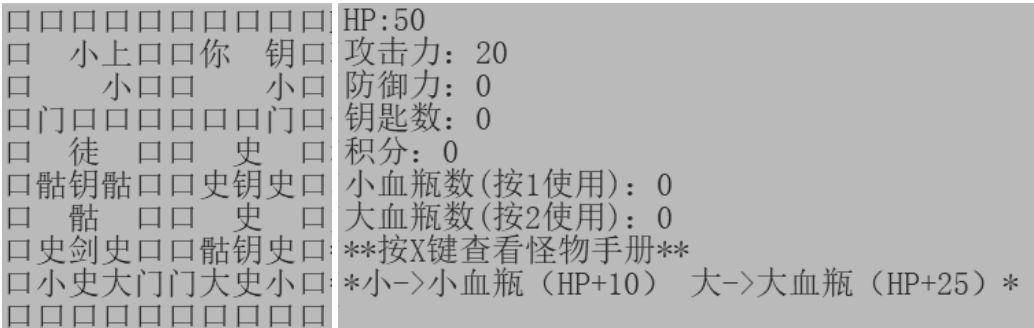 口口口口口口口口口口
口　小上口口你　钥口
口　　小口口　　小口
口门口口口口口口门口
口　徒　口口　史　口
口骷钥骷口口史钥史口
口　骷　口口　史　口
口史剑史口口骷钥史口
口小史大门门大史小口
口口口口口口口口口口
HP:50
攻击力：20
防御力：0
钥匙数：0
积分：0
小血瓶数(按1使用)：0
大血瓶数(按2使用)：0
**按X键查看怪物手册**
*小->小血瓶（HP+10） 大->大血瓶（HP+25）*